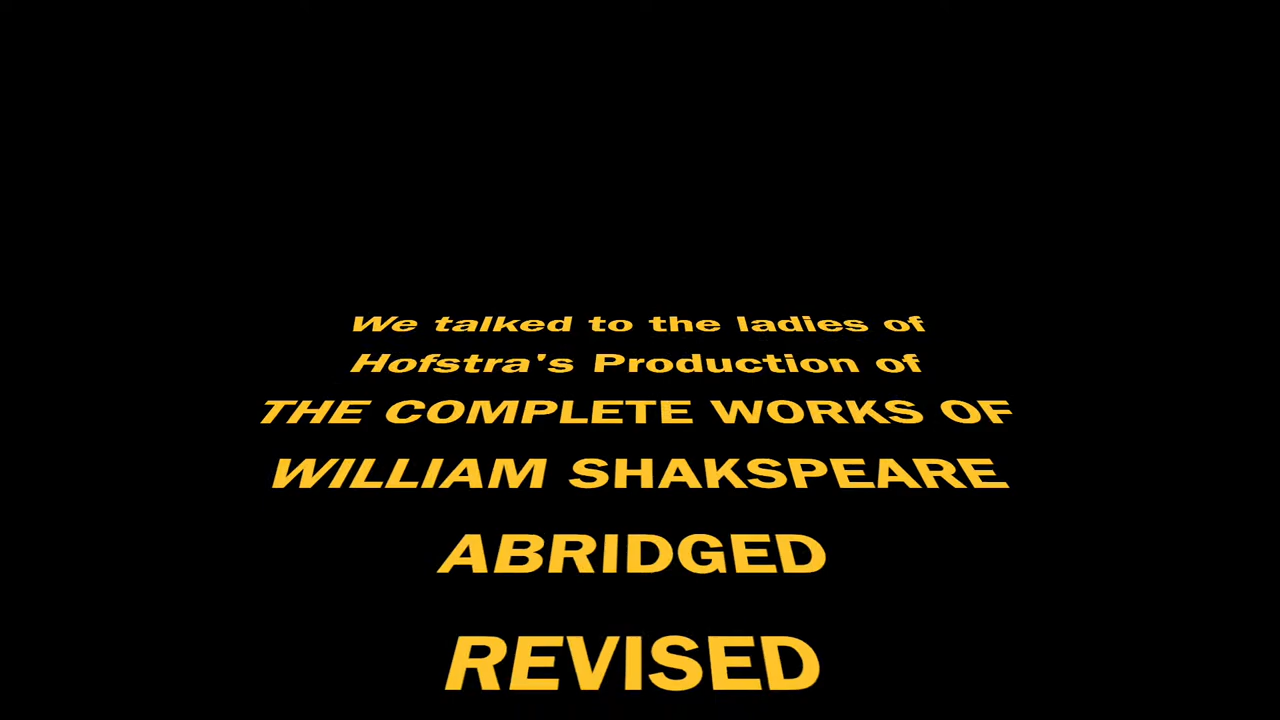 We talked to the ladies of
Hofstra's Production of
THE COMPLETE WORKS OF
WILLIAM SHAKSPEARE
ABRIDGED
REVISED